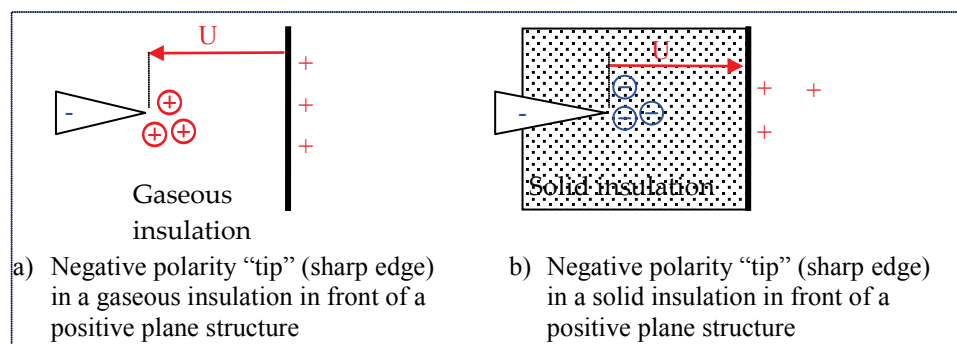 U
+
+
+
-
+
+
+
Gaseous
insulation
a) Negative polarity “tip” (sharp edge)
in a gaseous insulation in front of a
positive plane structure
U
-
-
-
-
+
+
+
Solid insulation
b) Negative polarity “tip” (sharp edge)
in a solid insulation in front of a
positive plane structure